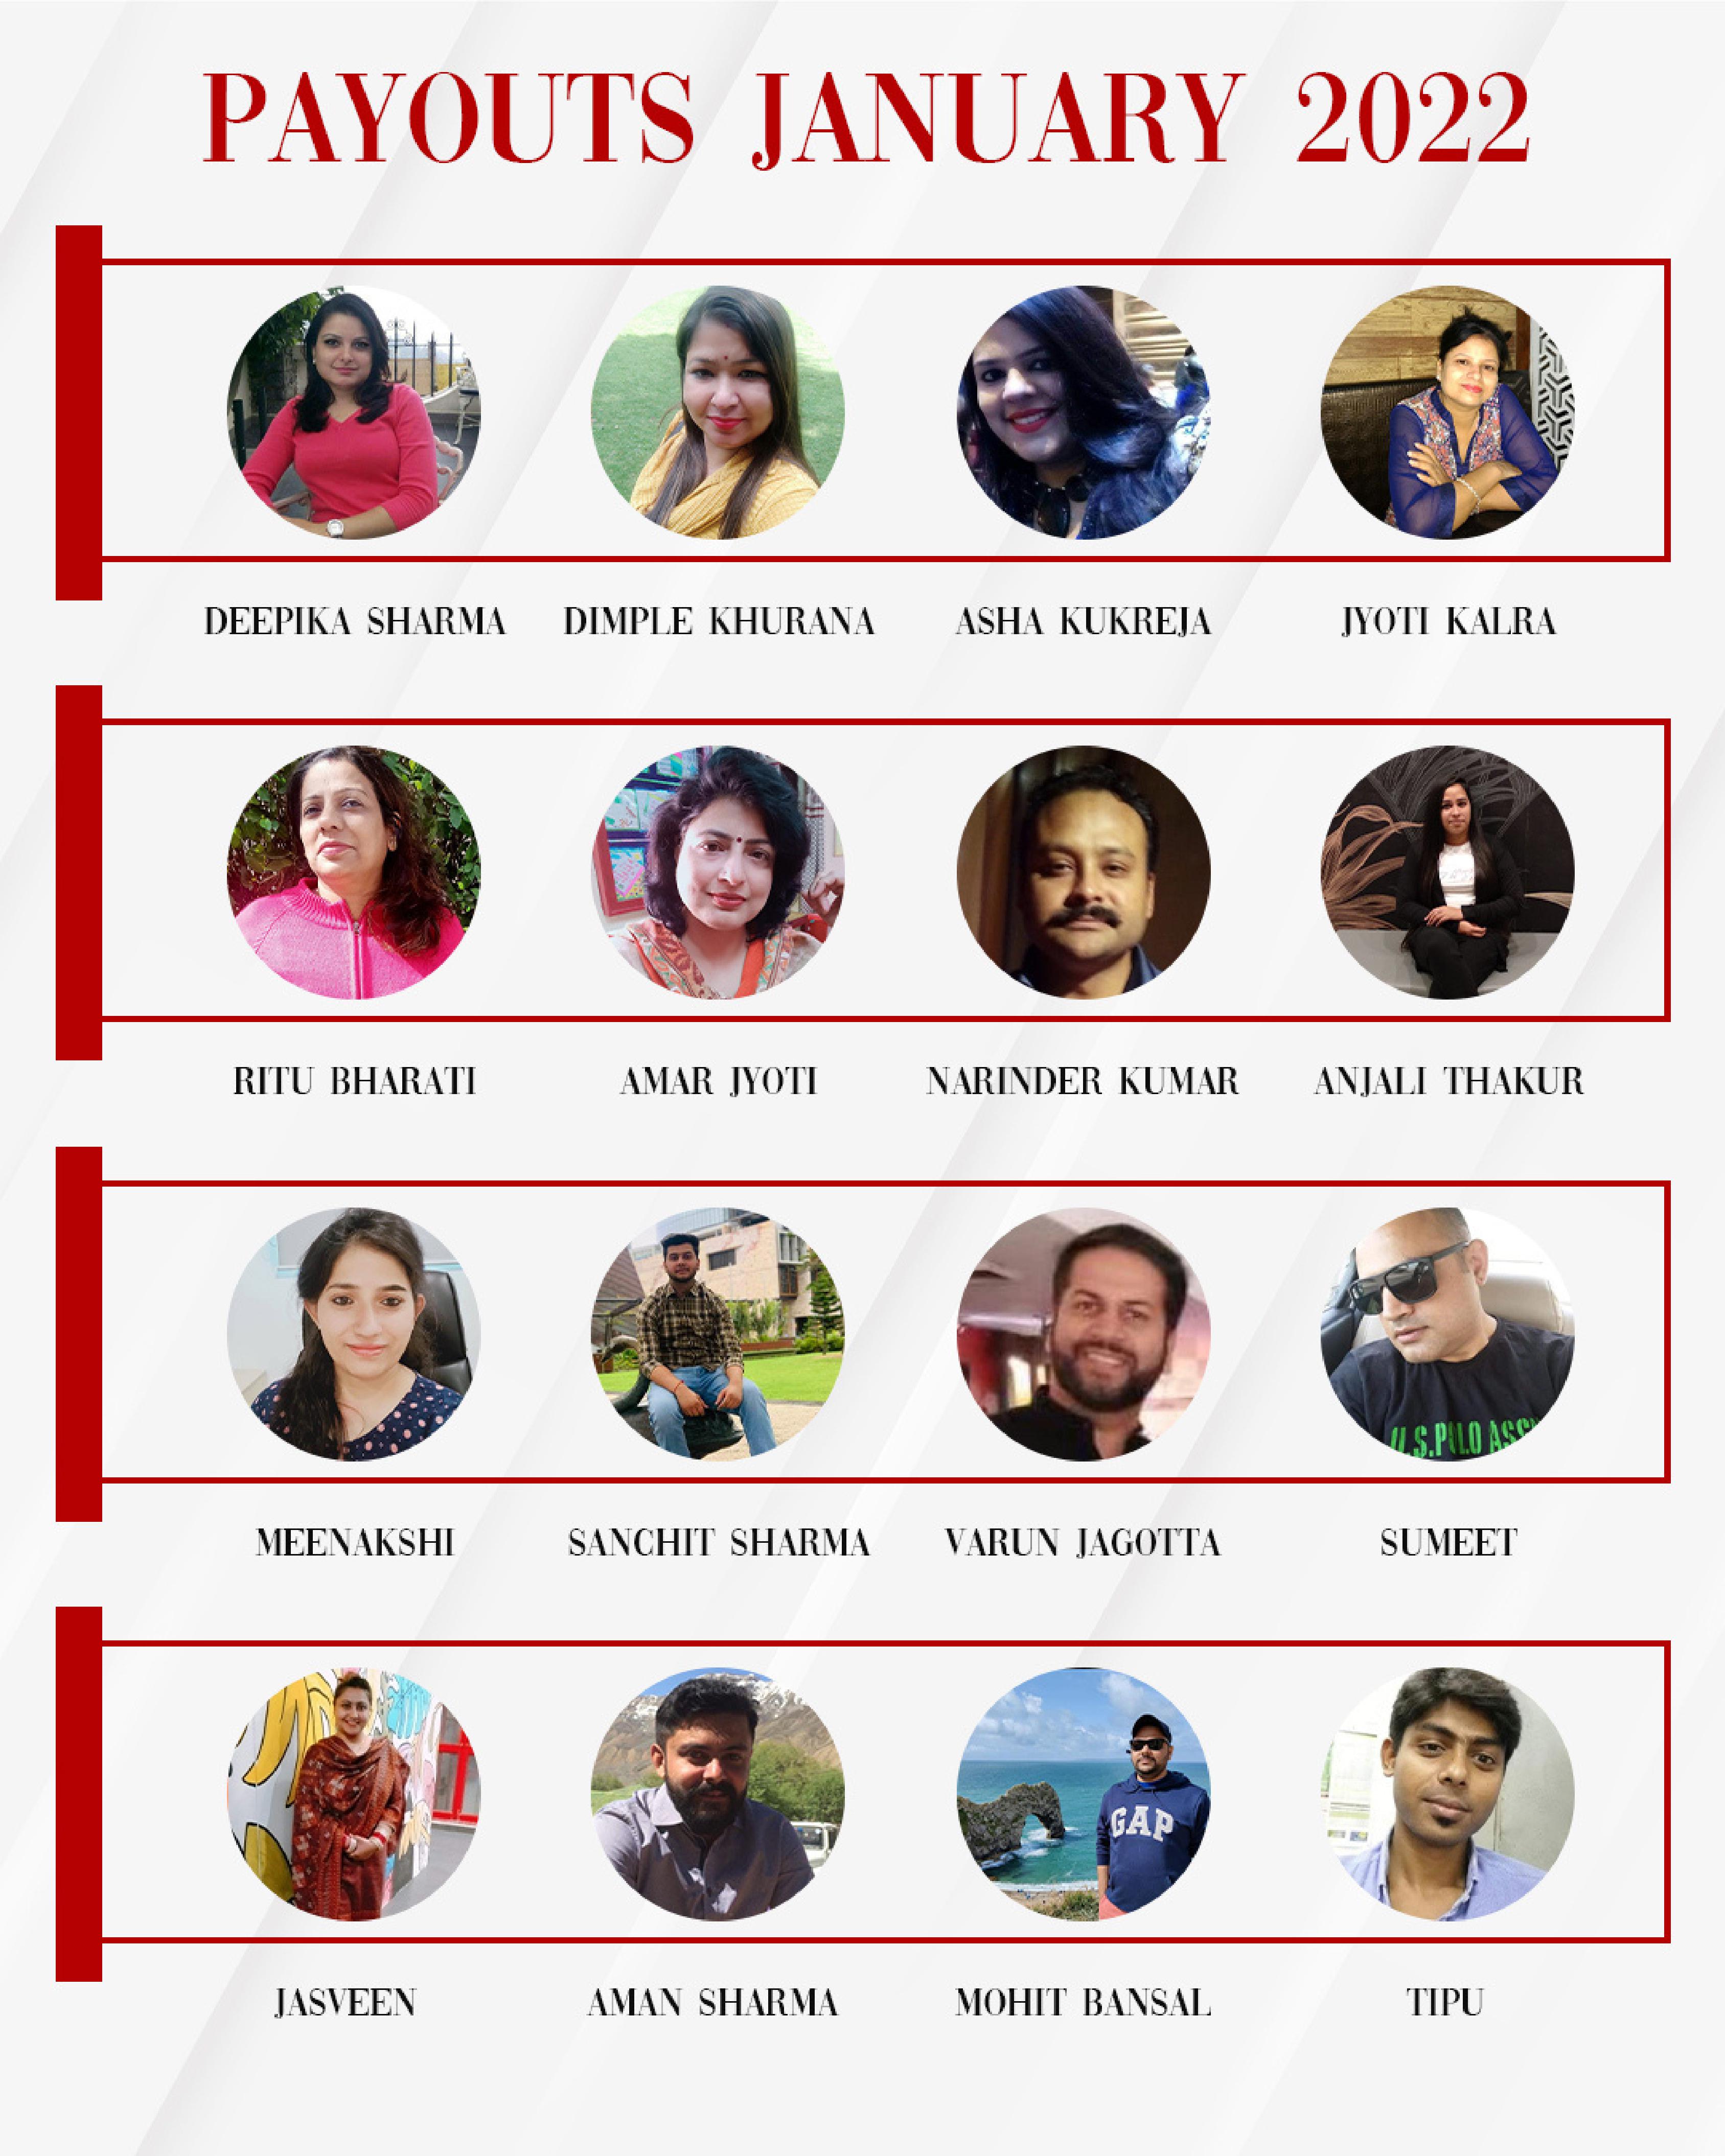 PAYOUTS JANUARY 2022
DEEPIKA SHARMA DIMPLE KHURANA ASHA KUKREJA JYOTI KALRA
RITU BHARATI AMAR JYOTI NARINDER KUMAR ANJALI THAKUR
U.S.POLO ASSN
MEENAKSHI SANCHIT SHARMA VARUN JAGOTTA SUMEET
GAP
JASVEEN AMAN SHARMA MOHIT BANSAL TIPU